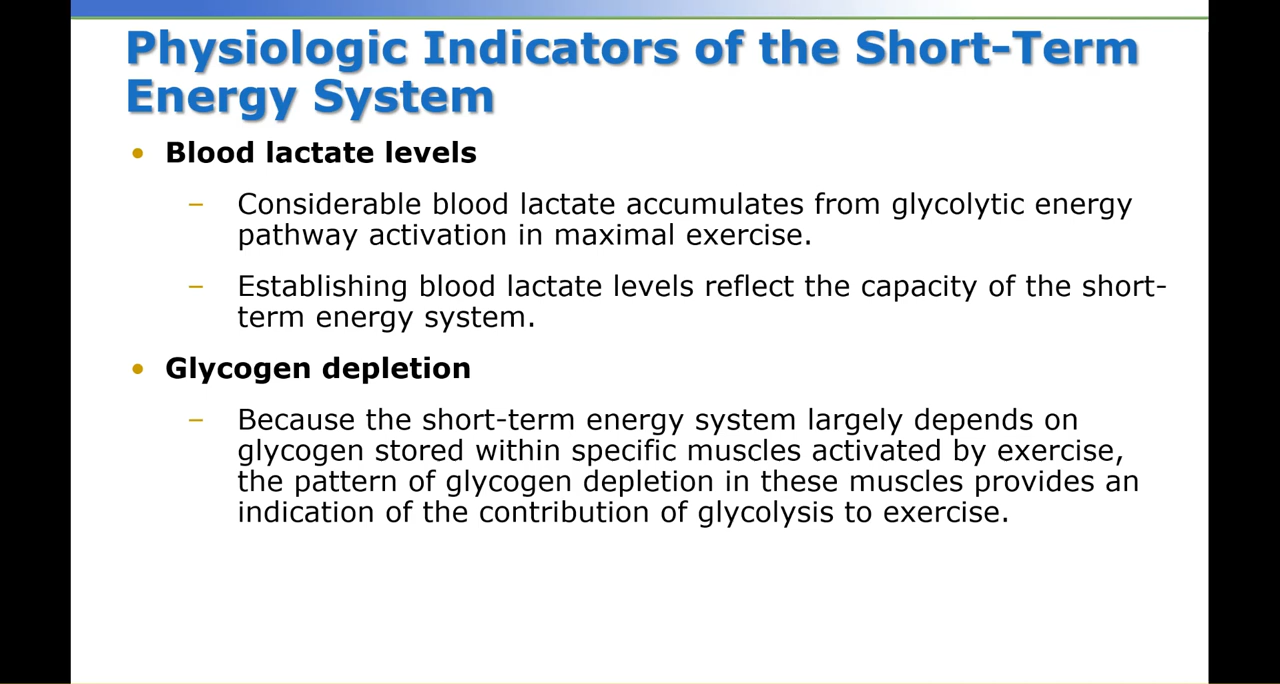 Physiologic Indicators of the Short-Term
Energy System
• Blood lactate levels
– Considerable blood lactate accumulates from glycolytic energy
pathway activation in maximal exercise.
– Establishing blood lactate levels reflect the capacity of the short-
term energy system.
• Glycogen depletion
– Because the short-term energy system largely depends on
glycogen stored within specific muscles activated by exercise,
the pattern of glycogen depletion in these muscles provides an
indication of the contribution of glycolysis to exercise.